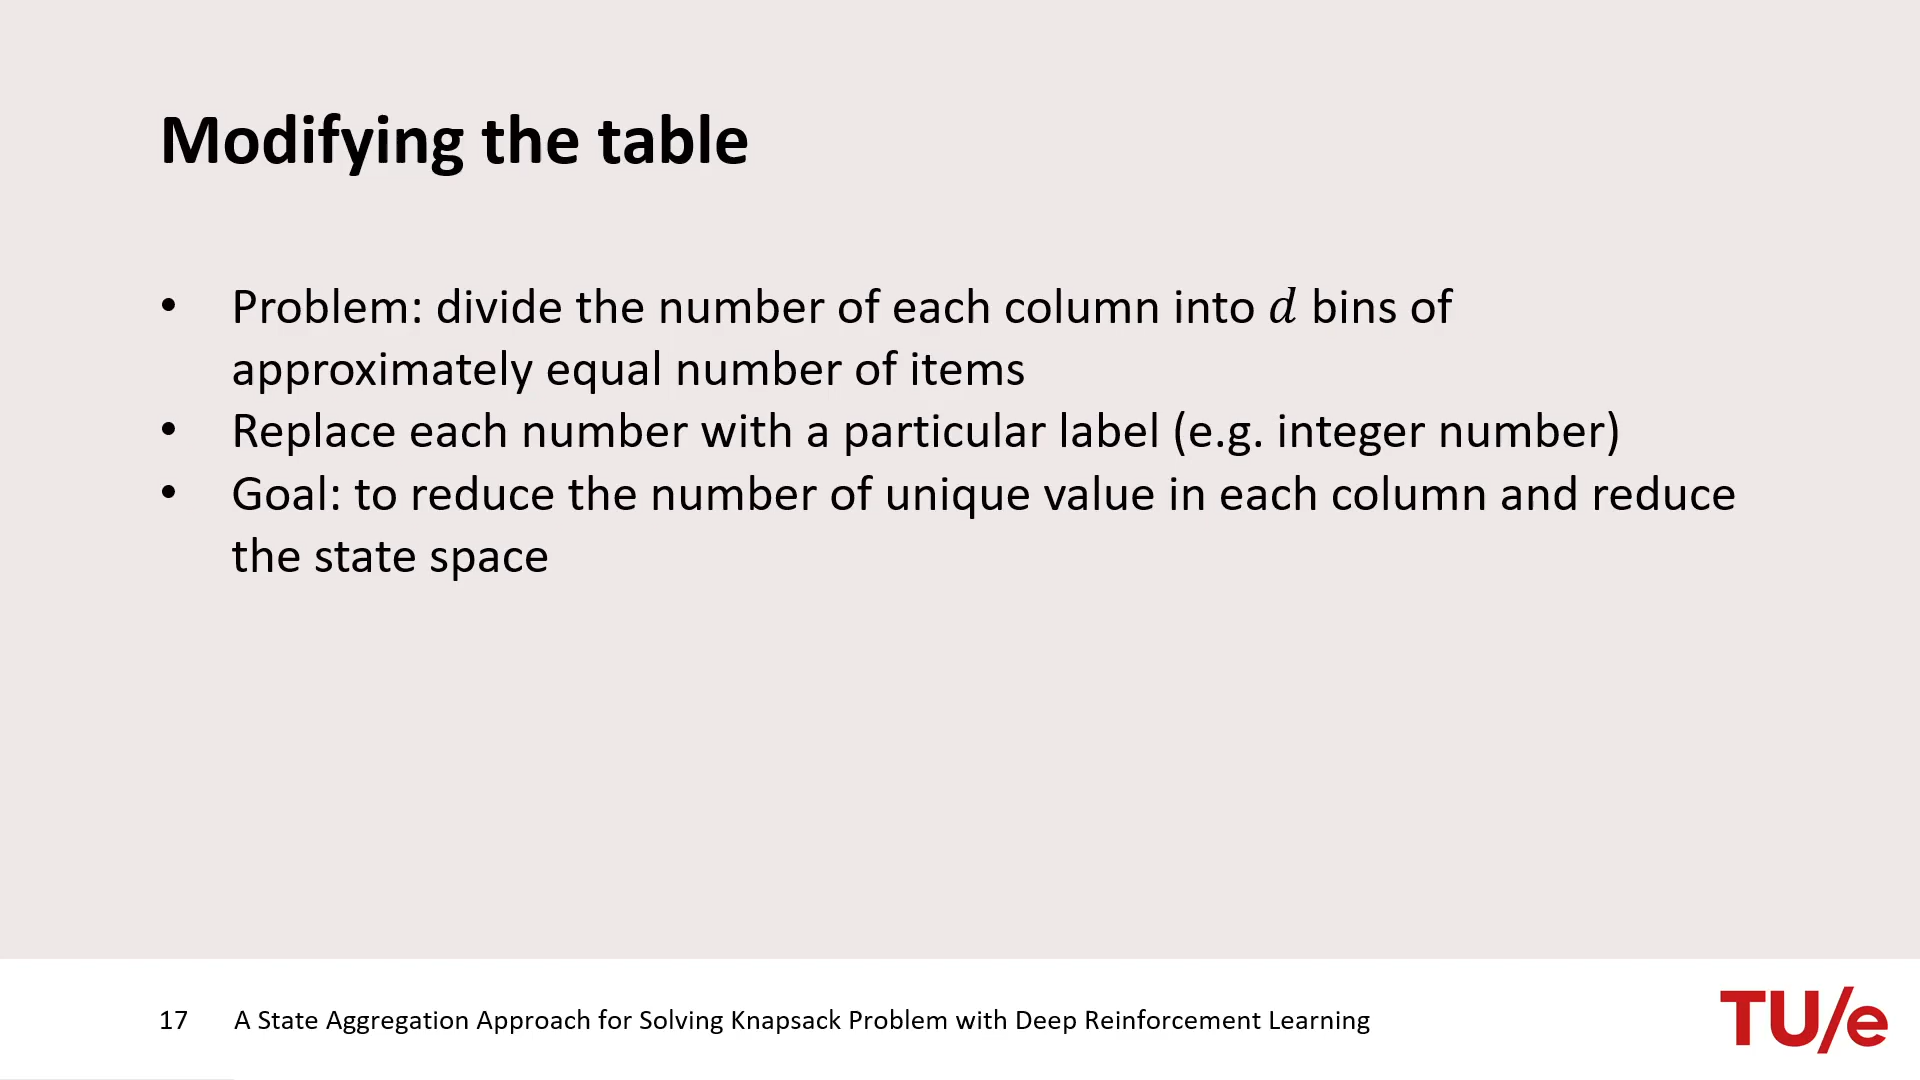 Modifying the table
• Problem: divide the number of each column into d bins of
approximately equal number of items
• Replace each number with a particular label (e.g. integer number)
• Goal: to reduce the number of unique value in each column and reduce
the state space
17 A State Aggregation Approach for Solving Knapsack Problem with Deep Reinforcement Learning
TU/e